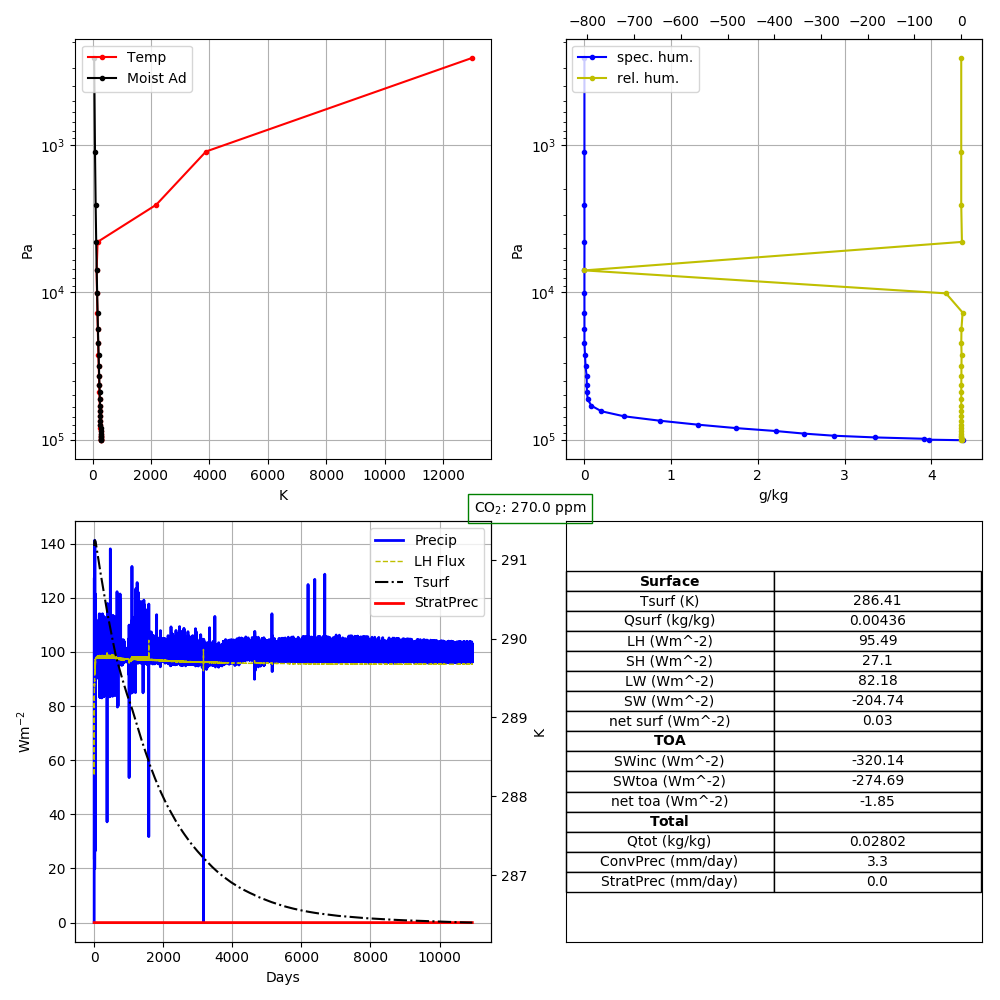 −800 −700 −600 −500 −400 −300 −200 −100 0
Temp
Moist Ad
spec. hum.
rel. hum.
Pa
10³
10⁴
10⁵
0 2000 4000 6000 8000 10000 12000
K
Pa
10³
10⁴
10⁵
0 1 2 3 4
g/kg
CO₂: 270.0 ppm
Precip
LH Flux
Tsurf
StratPrec
Wm⁻²
140
120
100
80
60
40
20
0
291
290
289
288
287
K
0 2000 4000 6000 8000 10000
Days
Surface
Tsurf (K) 286.41
Qsurf (kg/kg) 0.00436
LH (Wm^-2) 95.49
SH (Wm^-2) 27.1
LW (Wm^-2) 82.18
SW (Wm^-2) -204.74
net surf (Wm^-2) 0.03
TOA
SWinc (Wm^-2) -320.14
SWtoa (Wm^-2) -274.69
net toa (Wm^-2) -1.85
Total
Qtot (kg/kg) 0.02802
ConvPrec (mm/day) 3.3
StratPrec (mm/day) 0.0